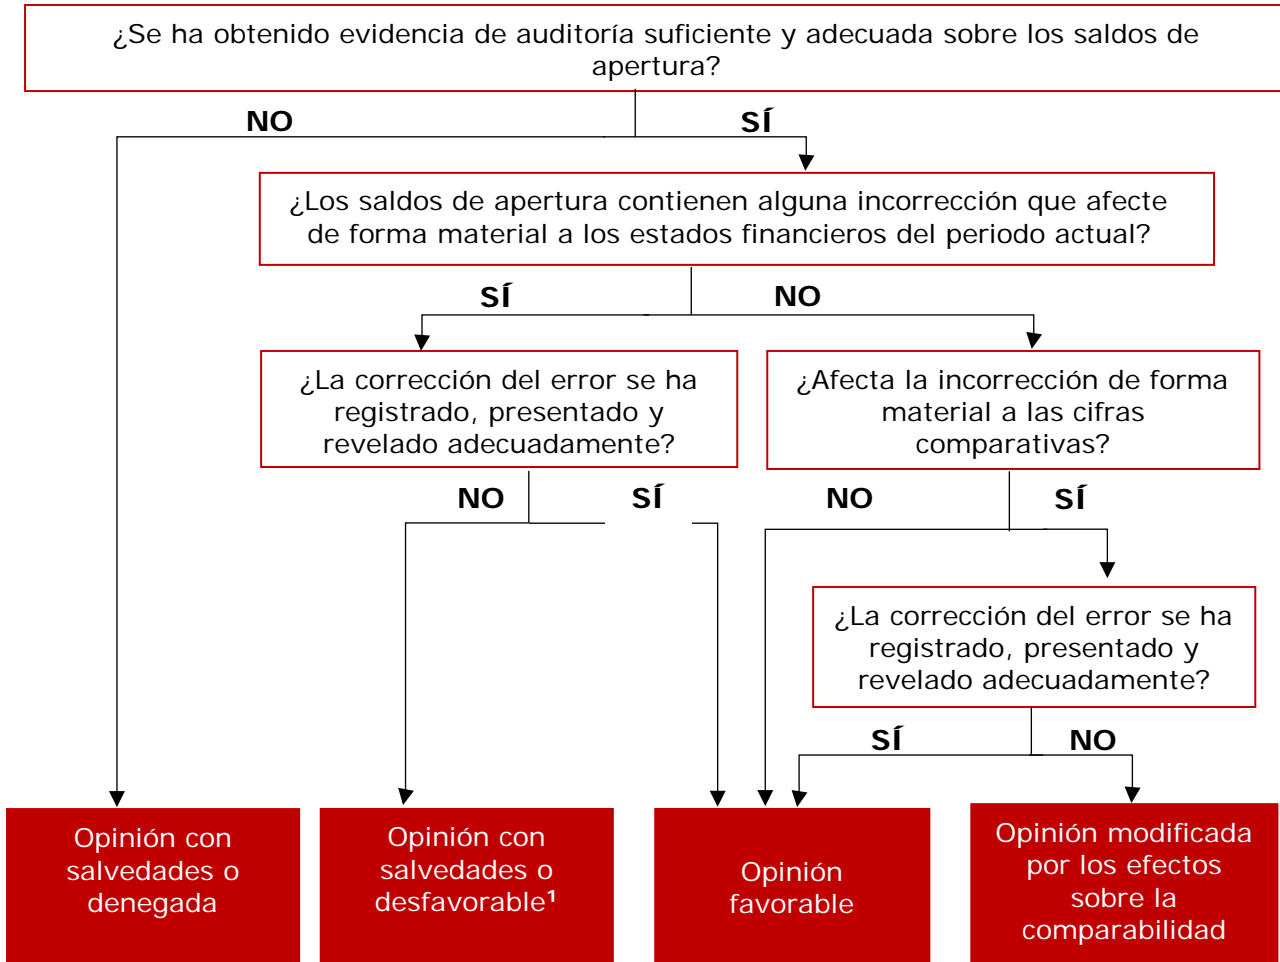 ¿Se ha obtenido evidencia de auditoría suficiente y adecuada sobre los saldos de
apertura?
NO
SÍ
¿Los saldos de apertura contienen alguna incorrección que afecte
de forma material a los estados financieros del periodo actual?
SÍ
NO
¿La corrección del error se ha
registrado, presentado y
revelado adecuadamente?
¿Afecta la incorrección de forma
material a las cifras
comparativas?
NO
SÍ
NO
SÍ
¿La corrección del error se ha
registrado, presentado y
revelado adecuadamente?
SÍ
NO
Opinión con
salvedades o
denegada
Opinión con
salvedades o
desfavorable¹
Opinión
favorable
Opinión modificada
por los efectos
sobre la
comparabilidad